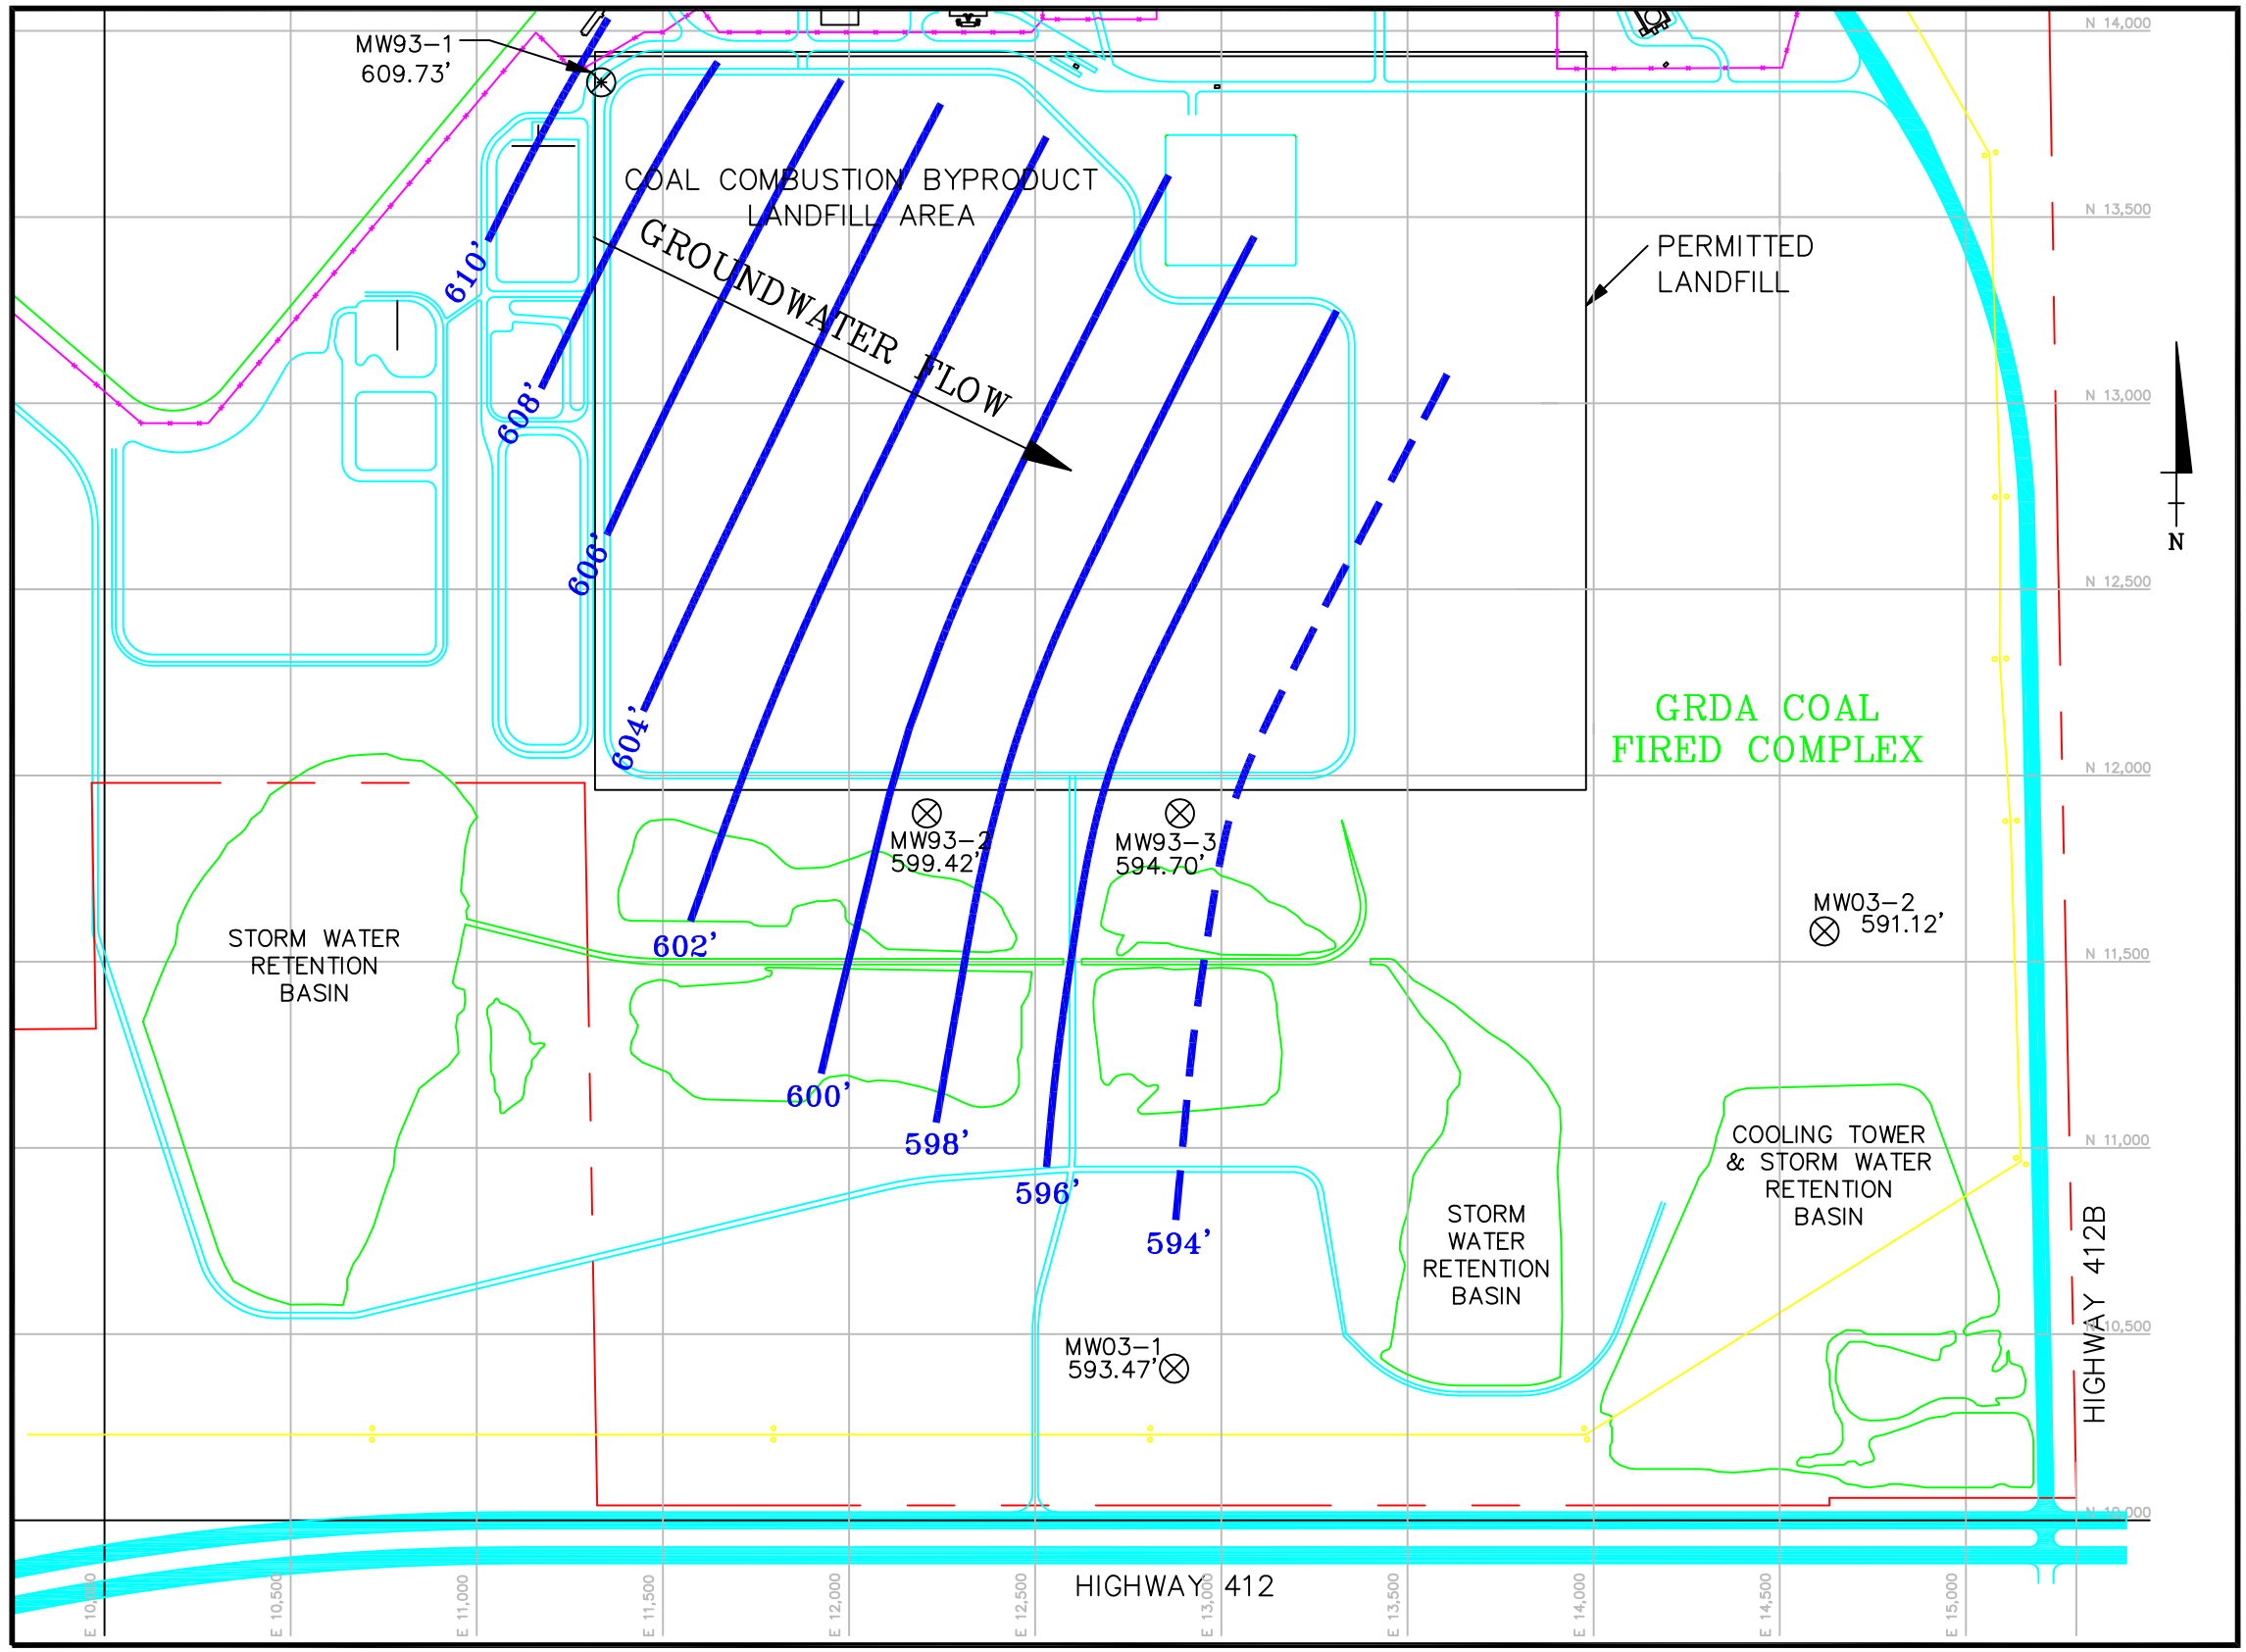 N 14,000
MW93-1
609.73'
COAL COMBUSTION BYPRODUCT
LANDFILL AREA
N 13,500
GROUNDWATER FLOW
PERMITTED
LANDFILL
610'
N 13,000
608'
N
606'
N 12,500
604'
GRDA COAL
FIRED COMPLEX
N 12,000
MW93-2
599.42'
MW93-3
594.70'
MW03-2
591.12'
602'
STORM WATER
RETENTION
BASIN
N 11,500
600'
598'
N 11,000
COOLING TOWER
& STORM WATER
RETENTION
BASIN
596'
594'
STORM
WATER
RETENTION
BASIN
HIGHWAY 412B
N 10,500
MW03-1
593.47'
N 10,000
E 10,000
E 10,500
E 11,000
E 11,500
E 12,000
E 12,500
E 13,000
E 13,500
E 14,000
E 14,500
E 15,000
HIGHWAY 412